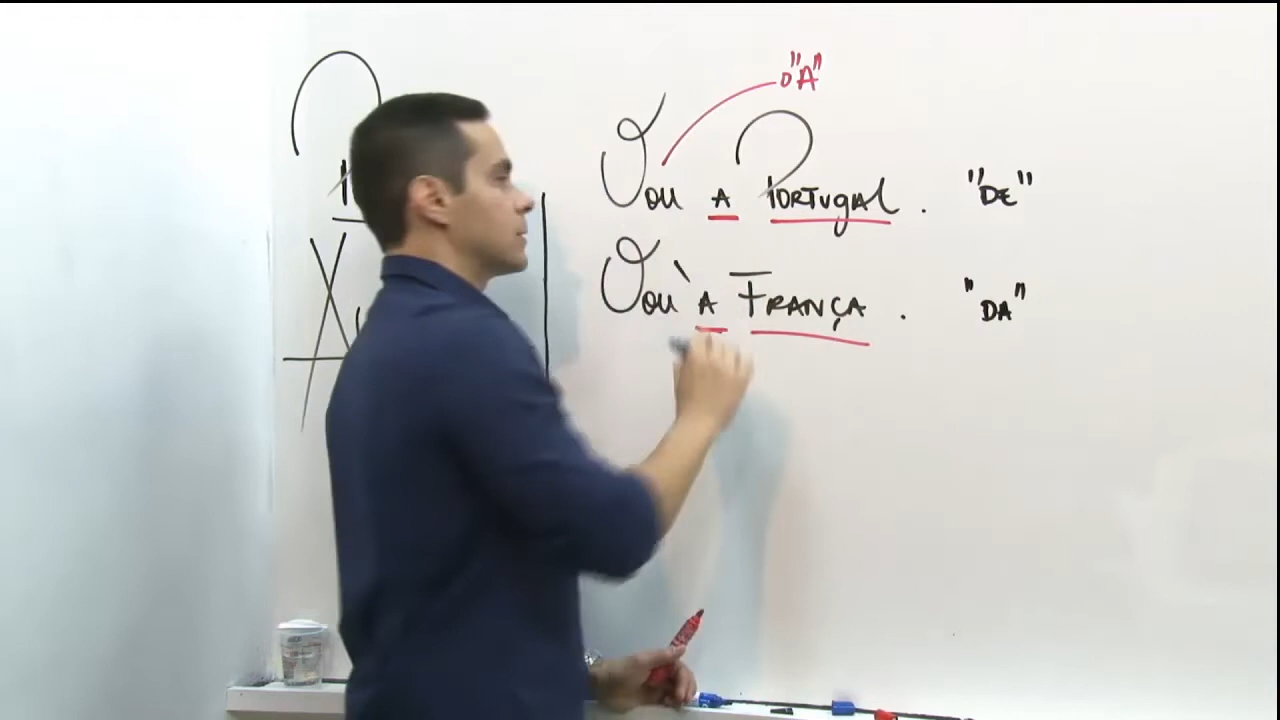 "A"
Vou a Portugal. "DE"
Vou à França. "DA"